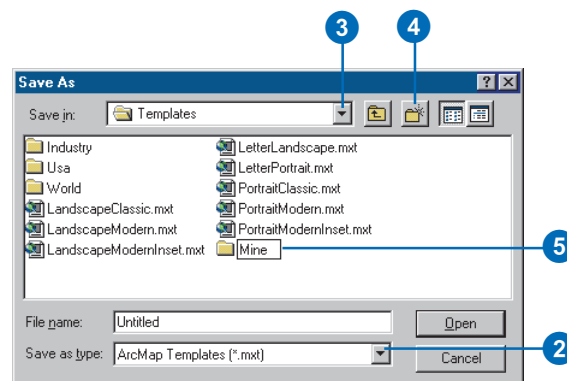 3
4
Save As
Save in: Templates
Industry
Usa
World
LandscapeClassic.mxt
LandscapeModern.mxt
LandscapeModernInset.mxt
LetterLandscape.mxt
LetterPortrait.mxt
PortraitClassic.mxt
PortraitModern.mxt
PortraitModernInset.mxt
Mine
5
File name: Untitled
Open
Save as type: ArcMap Templates (*.mxt)
Cancel
2